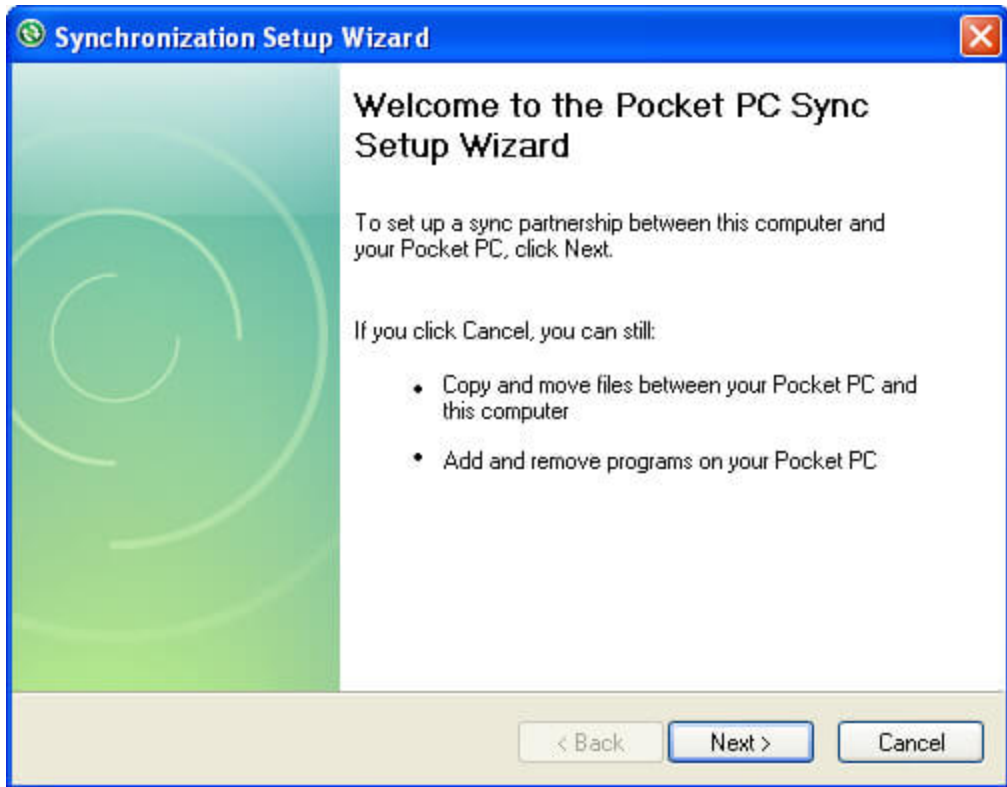 Synchronization Setup Wizard
Welcome to the Pocket PC Sync
Setup Wizard
To set up a sync partnership between this computer and
your Pocket PC, click Next.
If you click Cancel, you can still:
• Copy and move files between your Pocket PC and
this computer
• Add and remove programs on your Pocket PC
< Back Next > Cancel